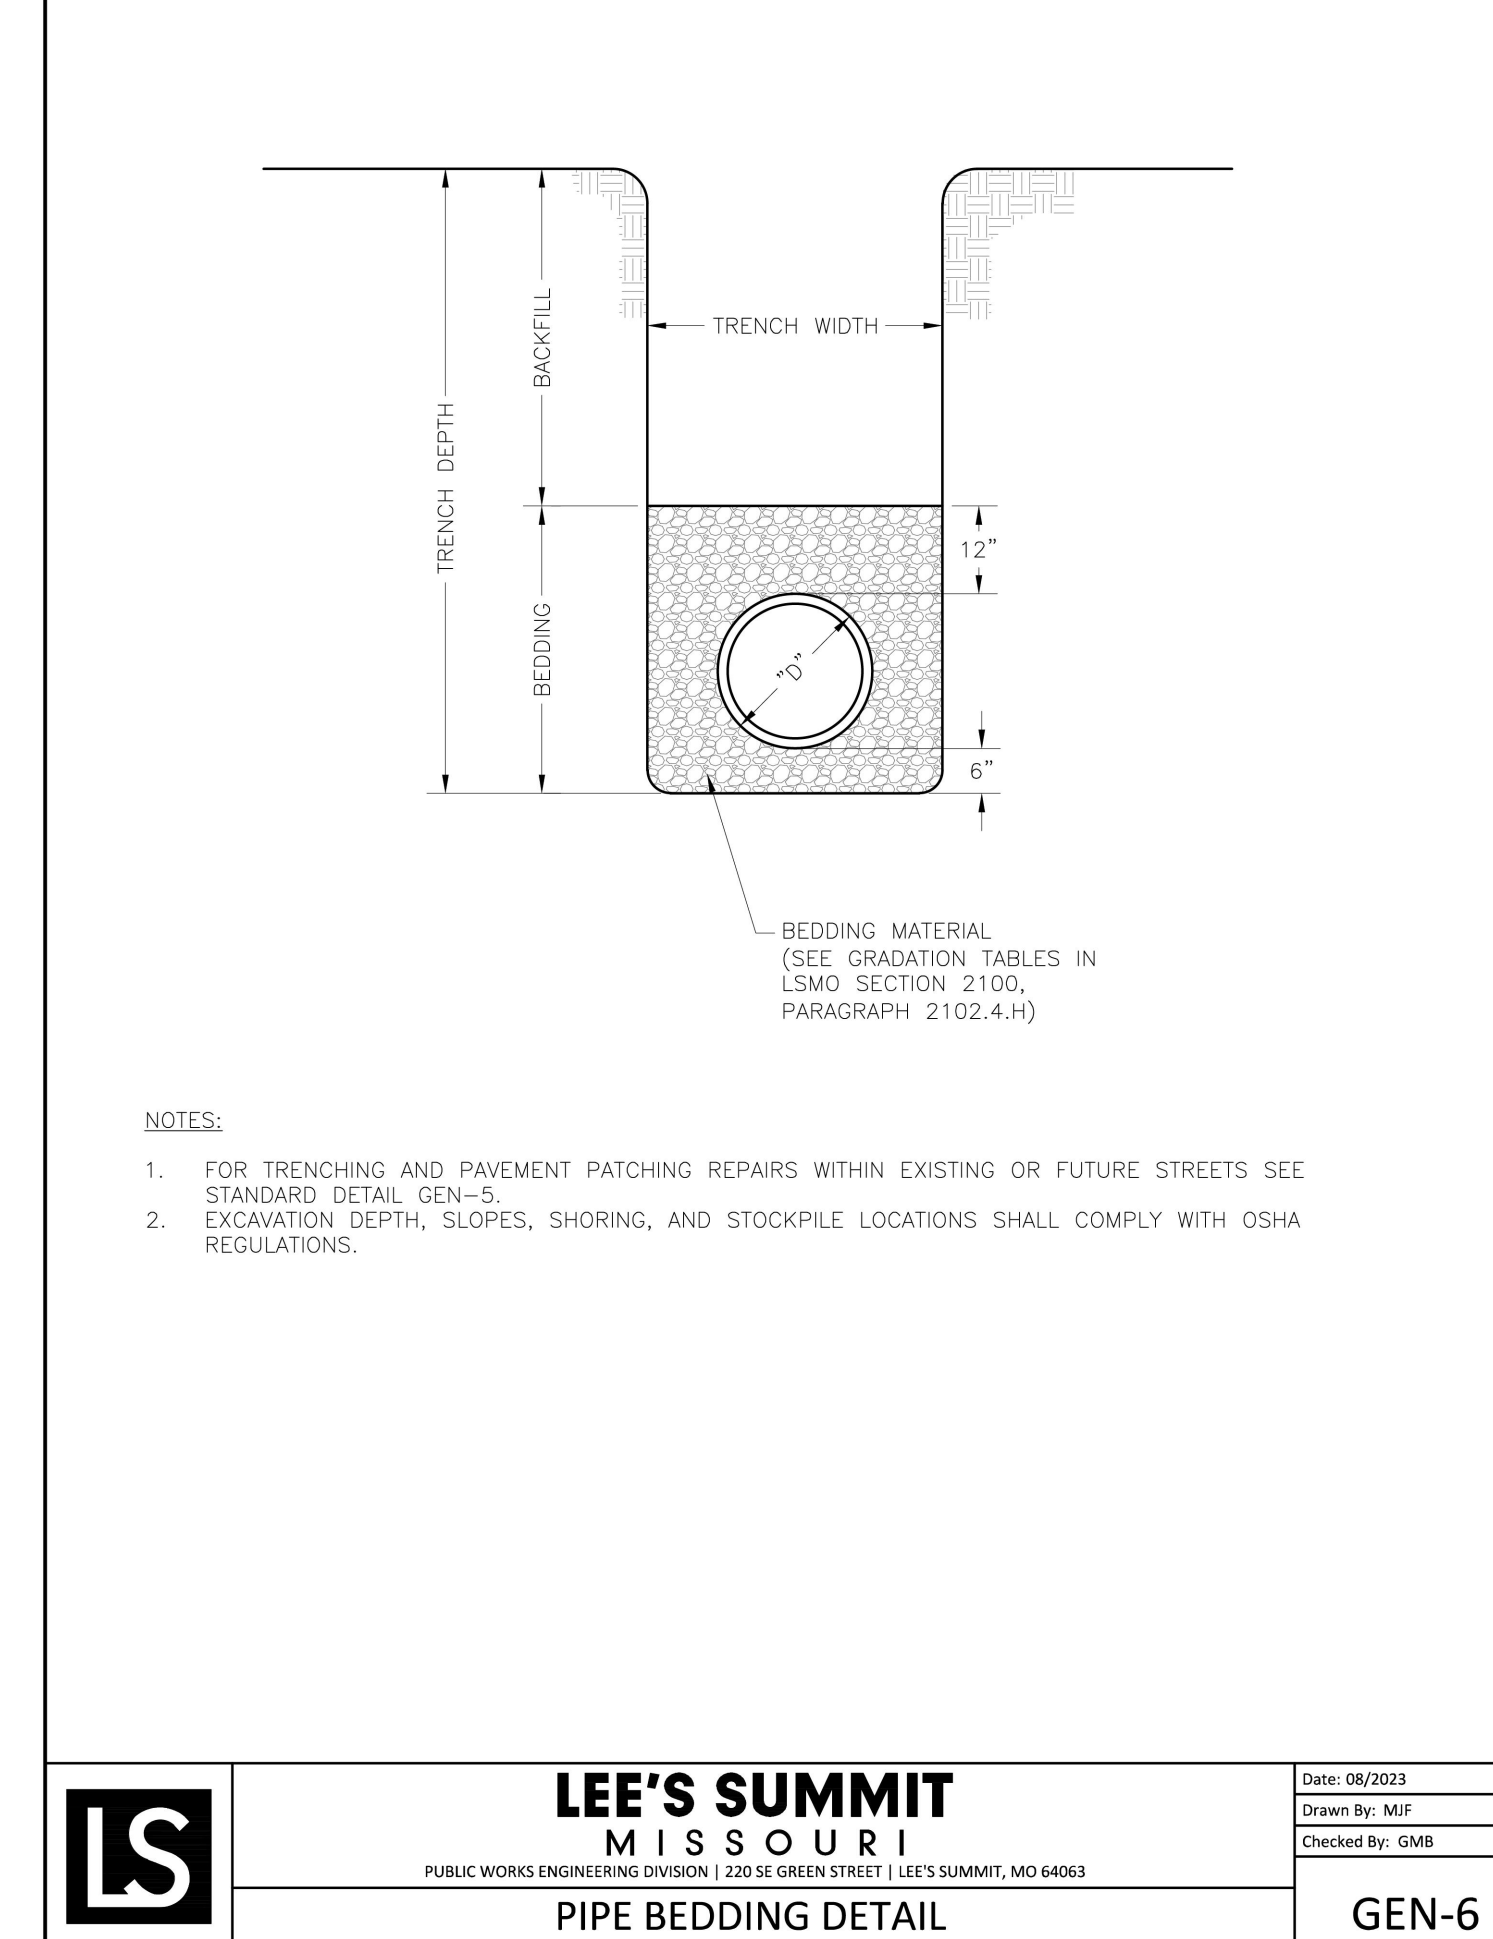 TRENCH DEPTH
BACKFILL
BEDDING
TRENCH WIDTH
12"
"D"
6"
BEDDING MATERIAL
(SEE GRADATION TABLES IN
LSMO SECTION 2100,
PARAGRAPH 2102.4.H)
NOTES:
1. FOR TRENCHING AND PAVEMENT PATCHING REPAIRS WITHIN EXISTING OR FUTURE STREETS SEE
STANDARD DETAIL GEN-5.
2. EXCAVATION DEPTH, SLOPES, SHORING, AND STOCKPILE LOCATIONS SHALL COMPLY WITH OSHA
REGULATIONS.
LS
LEE'S SUMMIT
MISSOURI
PUBLIC WORKS ENGINEERING DIVISION | 220 SE GREEN STREET | LEE'S SUMMIT, MO 64063
PIPE BEDDING DETAIL
Date: 08/2023
Drawn By: MJF
Checked By: GMB
GEN-6